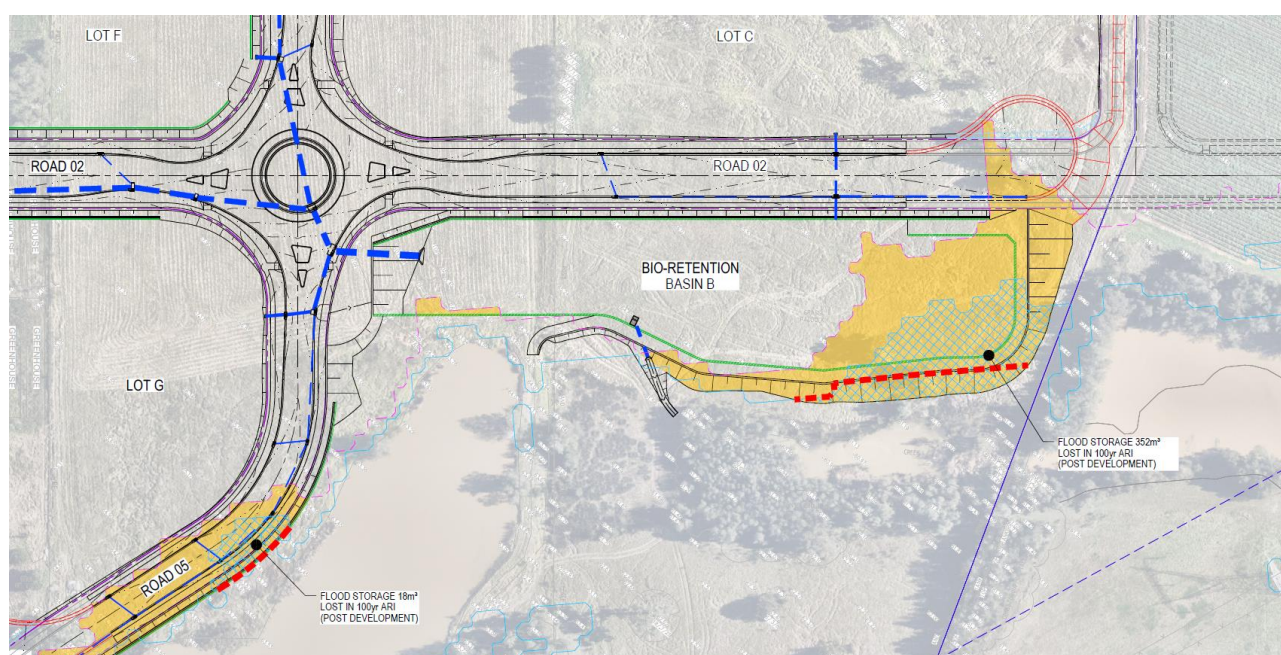 LOT F
LOT C
ROAD 02
ROAD 02
BIO-RETENTION
BASIN B
LOT G
FLOOD STORAGE 352m³
LOST IN 100yr ARI
(POST DEVELOPMENT)
ROAD 05
FLOOD STORAGE 18m³
LOST IN 100yr ARI
(POST DEVELOPMENT)
GREENHOUSE